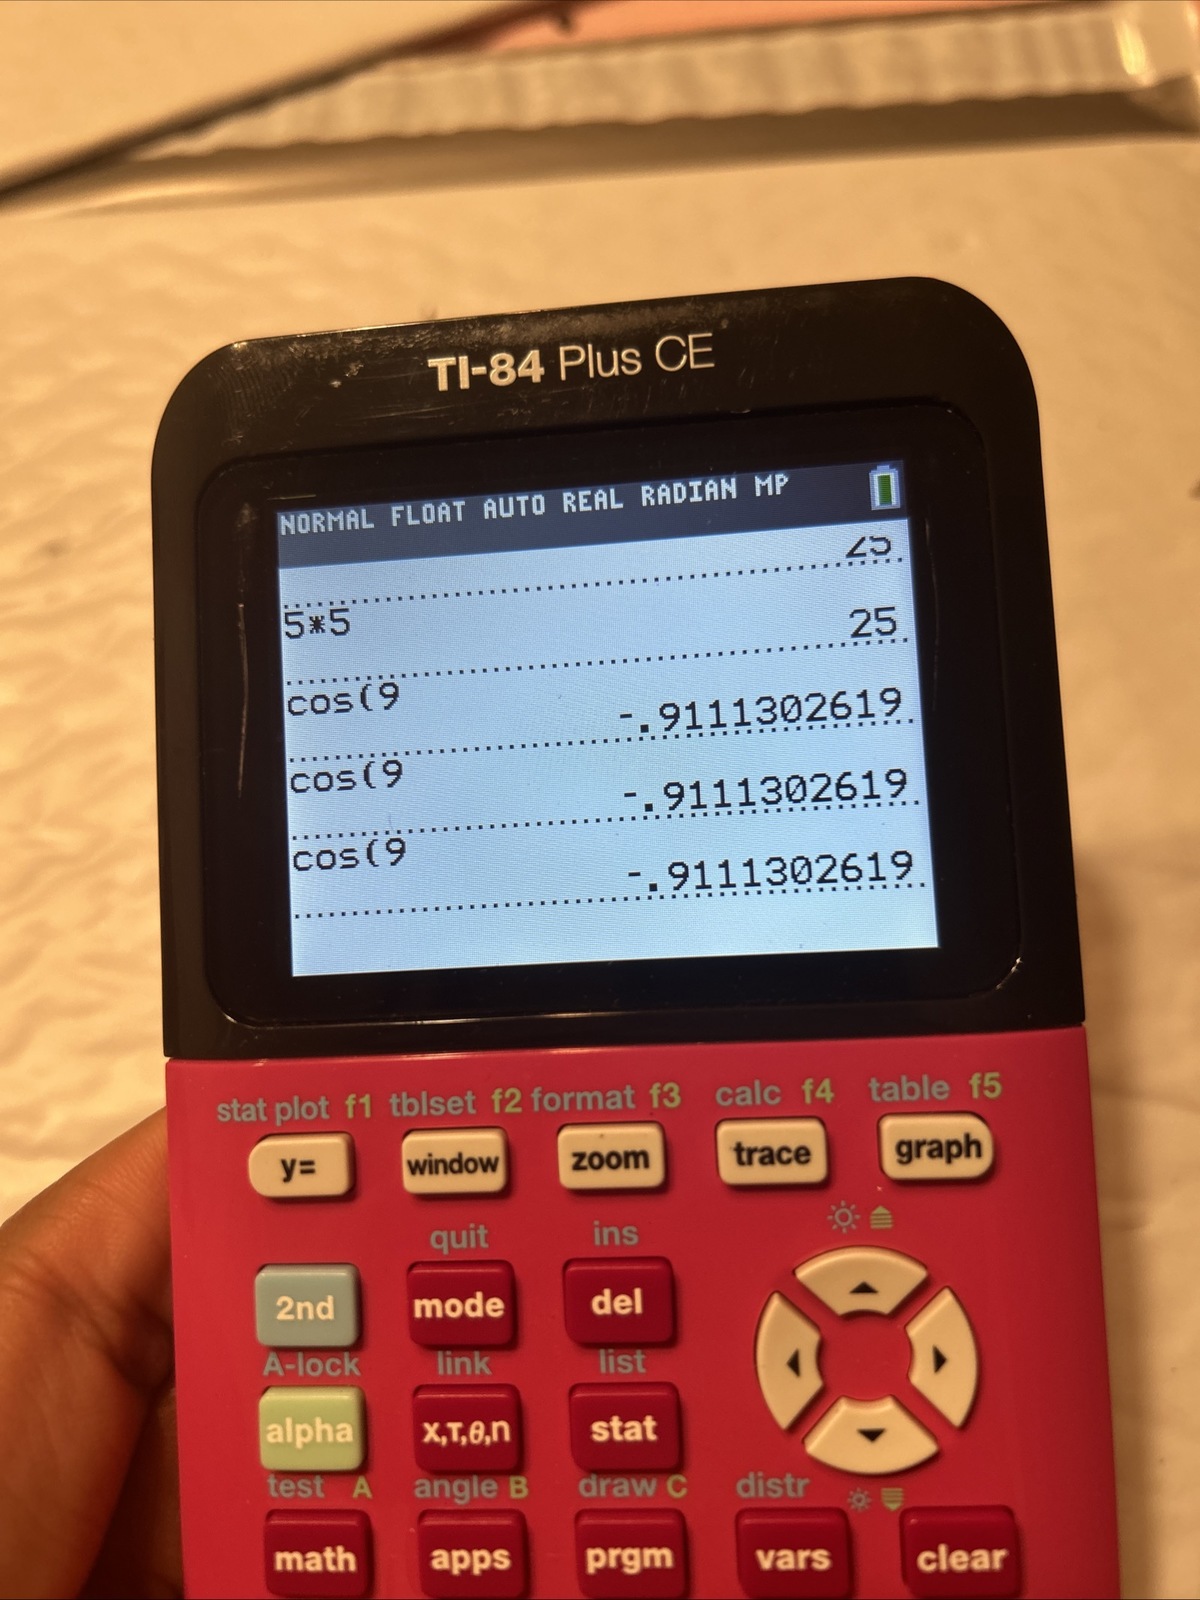 TI-84 Plus CE
NORMAL FLOAT AUTO REAL RADIAN MP
25
5*5
25
cos(9
-.9111302619
cos(9
-.9111302619
cos(9
-.9111302619
stat plot f1 tblset f2 format f3 calc f4 table f5
y= window zoom trace graph
quit ins
2nd mode del
A-lock link list
alpha X,T,θ,n stat
test A angle B draw C distr
math apps prgm vars clear